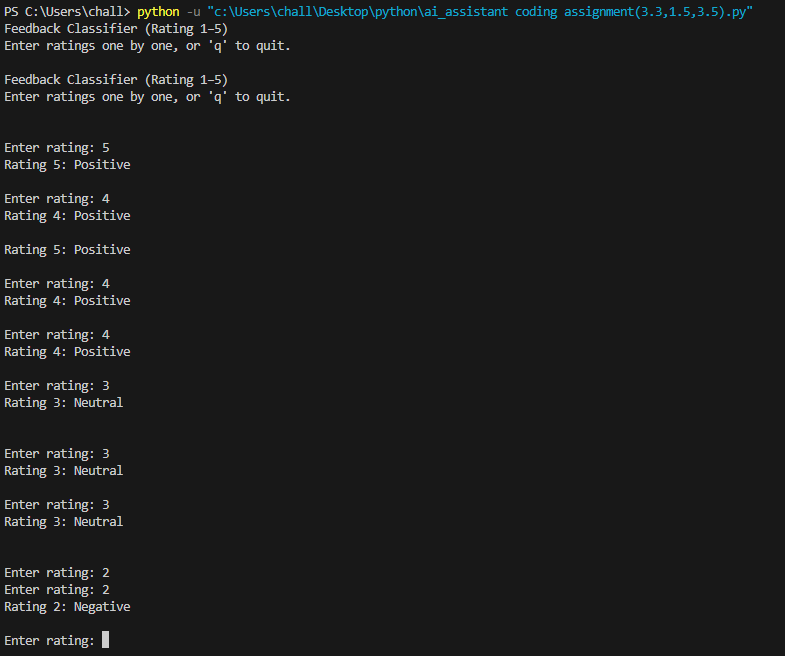 PS C:\Users\chall> python -u "c:\Users\chall\Desktop\python\ai_assistant coding assignment(3.3,1.5,3.5).py"
Feedback Classifier (Rating 1–5)
Enter ratings one by one, or 'q' to quit.
Feedback Classifier (Rating 1–5)
Enter ratings one by one, or 'q' to quit.
Enter rating: 5
Rating 5: Positive
Enter rating: 4
Rating 4: Positive
Rating 5: Positive
Enter rating: 4
Rating 4: Positive
Enter rating: 4
Rating 4: Positive
Enter rating: 3
Rating 3: Neutral
Enter rating: 3
Rating 3: Neutral
Enter rating: 3
Rating 3: Neutral
Enter rating: 2
Enter rating: 2
Rating 2: Negative
Enter rating: